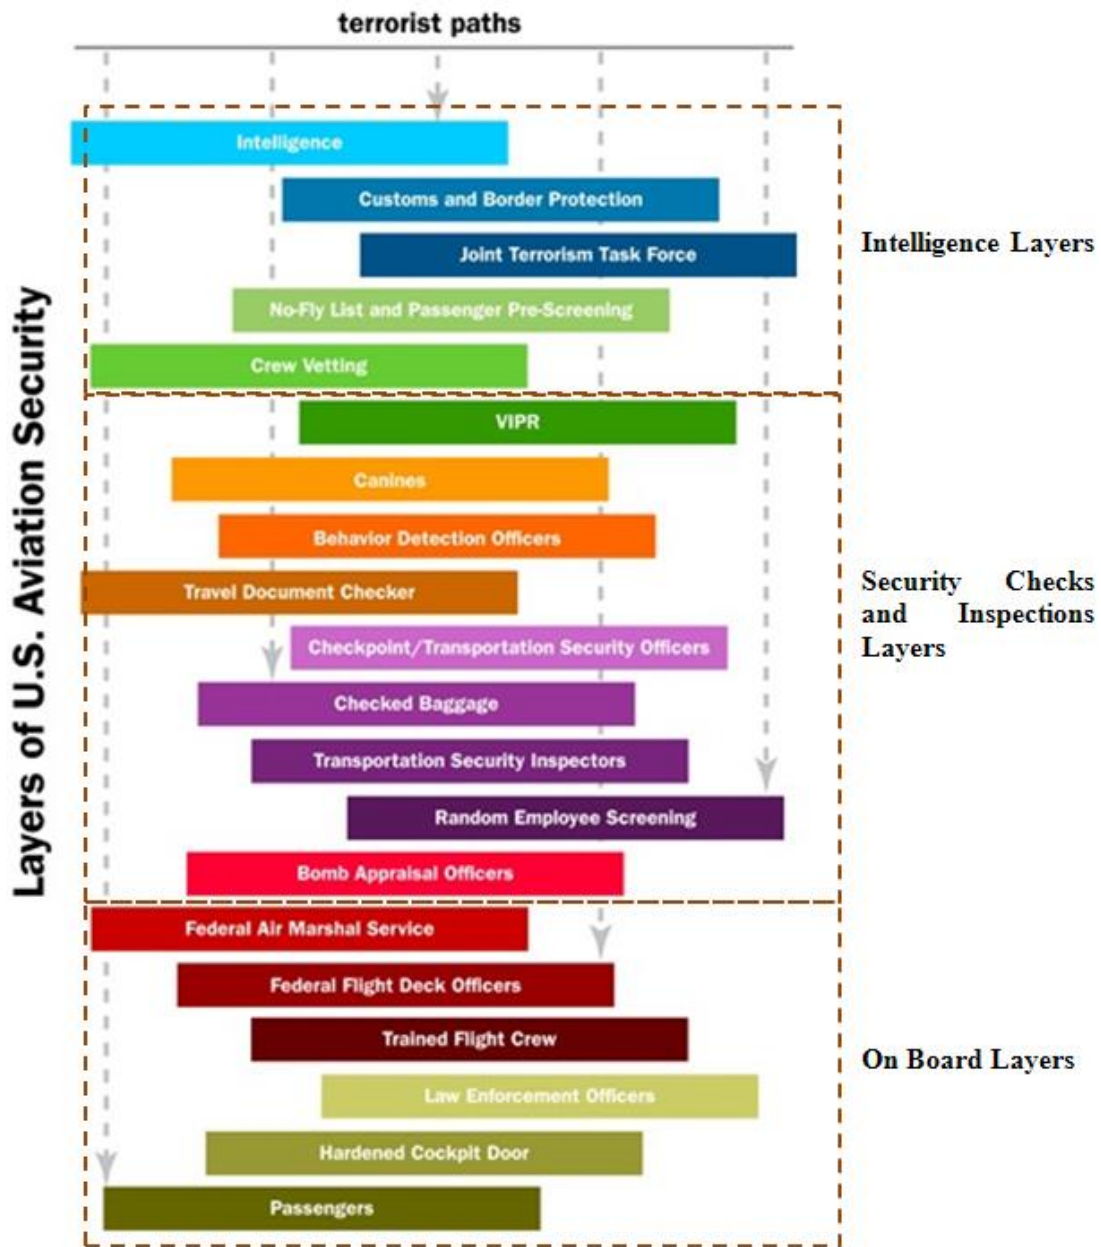 terrorist paths
Layers of U.S. Aviation Security
Intelligence
Customs and Border Protection
Joint Terrorism Task Force
No-Fly List and Passenger Pre-Screening
Crew Vetting
Intelligence Layers
VIPR
Canines
Behavior Detection Officers
Travel Document Checker
Checkpoint/Transportation Security Officers
Checked Baggage
Transportation Security Inspectors
Random Employee Screening
Bomb Appraisal Officers
Security Checks
and Inspections
Layers
Federal Air Marshal Service
Federal Flight Deck Officers
Trained Flight Crew
Law Enforcement Officers
Hardened Cockpit Door
Passengers
On Board Layers